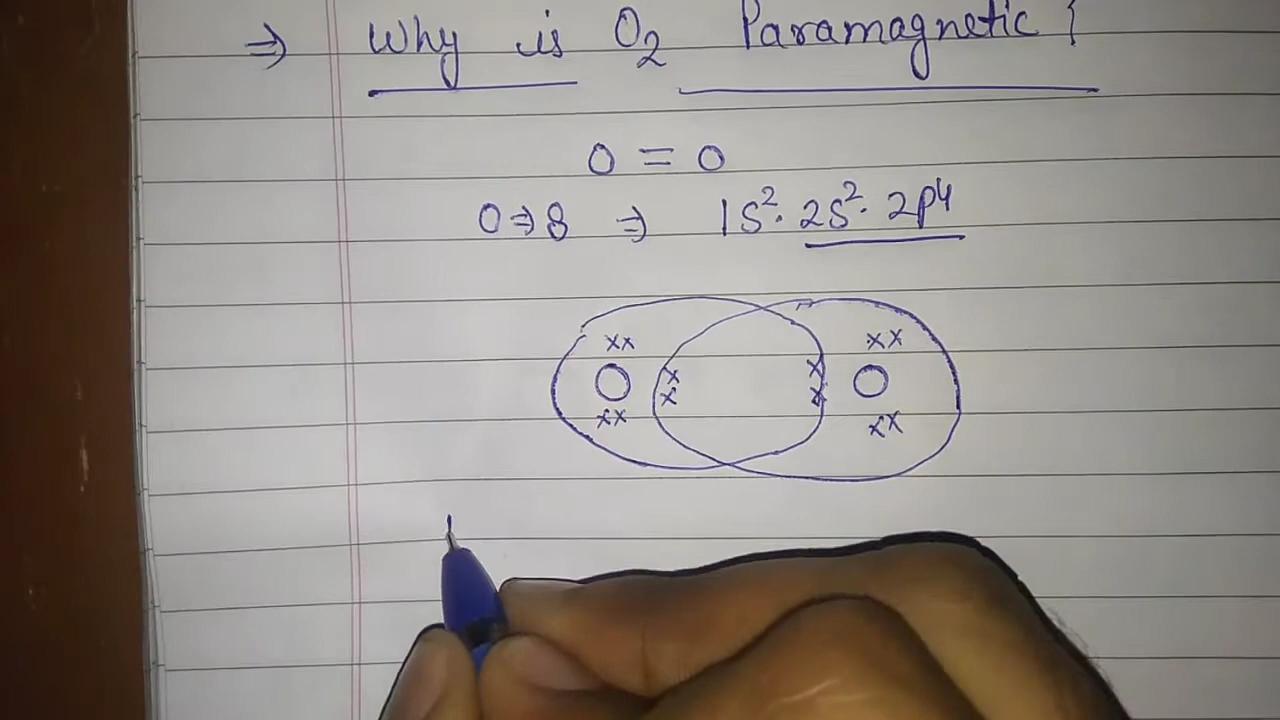 ⇒ Why is O₂ Paramagnetic ?
O = O
O⇒8 ⇒ 1S². 2S². 2P⁴
xx xx
O x x O
x x
xx xx